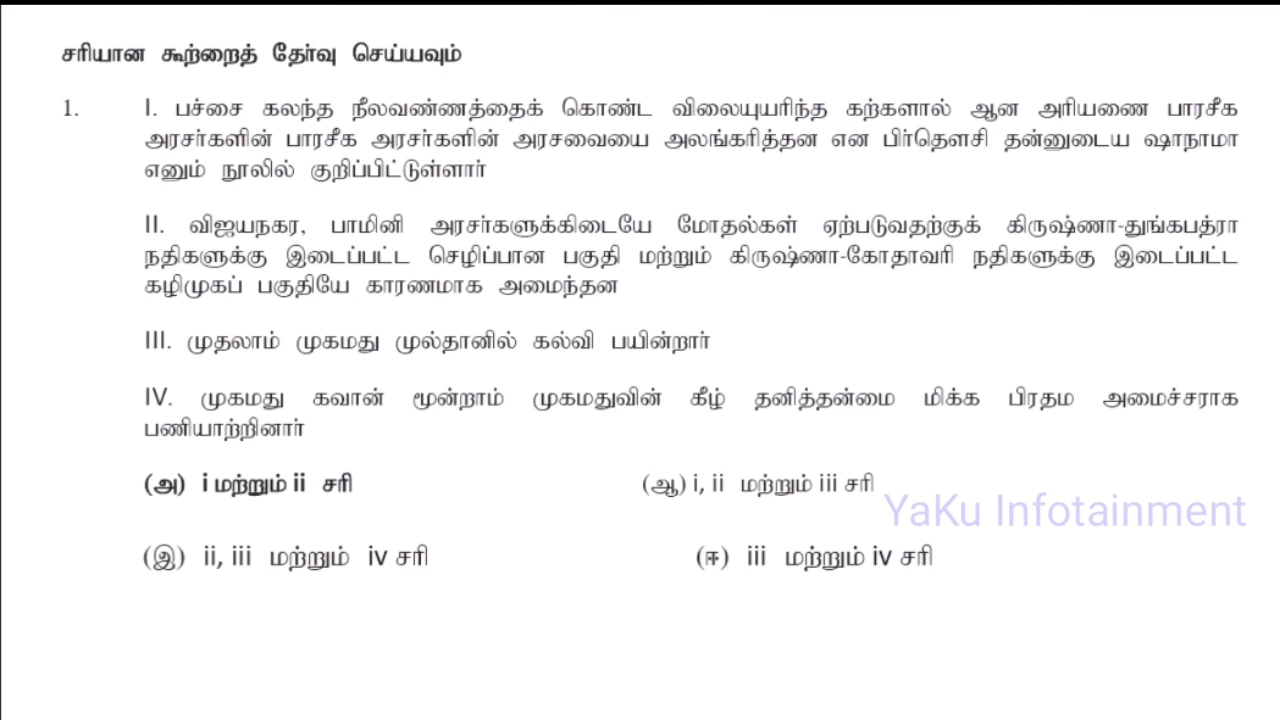 சரியான கூற்றைத் தேர்வு செய்யவும்
1. I. பச்சை கலந்த நீலவண்ணத்தைக் கொண்ட விலையுயரிந்த கற்களால் ஆன அரியணை பாரசீக
அரசர்களின் பாரசீக அரசர்களின் அரசவையை அலங்கரித்தன என பிர்தௌசி தன்னுடைய ஷாநாமா
எனும் நூலில் குறிப்பிட்டுள்ளார்
II. விஜயநகர, பாமினி அரசர்களுக்கிடையே மோதல்கள் ஏற்படுவதற்குக் கிருஷ்ணா-துங்கபத்ரா
நதிகளுக்கு இடைப்பட்ட செழிப்பான பகுதி மற்றும் கிருஷ்ணா-கோதாவரி நதிகளுக்கு இடைப்பட்ட
கழிமுகப் பகுதியே காரணமாக அமைந்தன
III. முதலாம் முகமது முல்தானில் கல்வி பயின்றார்
IV. முகமது கவான் மூன்றாம் முகமதுவின் கீழ் தனித்தன்மை மிக்க பிரதம அமைச்சராக
பணியாற்றினார்
(அ) i மற்றும் ii சரி (ஆ) i, ii மற்றும் iii சரி
YaKu Infotainment
(இ) ii, iii மற்றும் iv சரி (ஈ) iii மற்றும் iv சரி